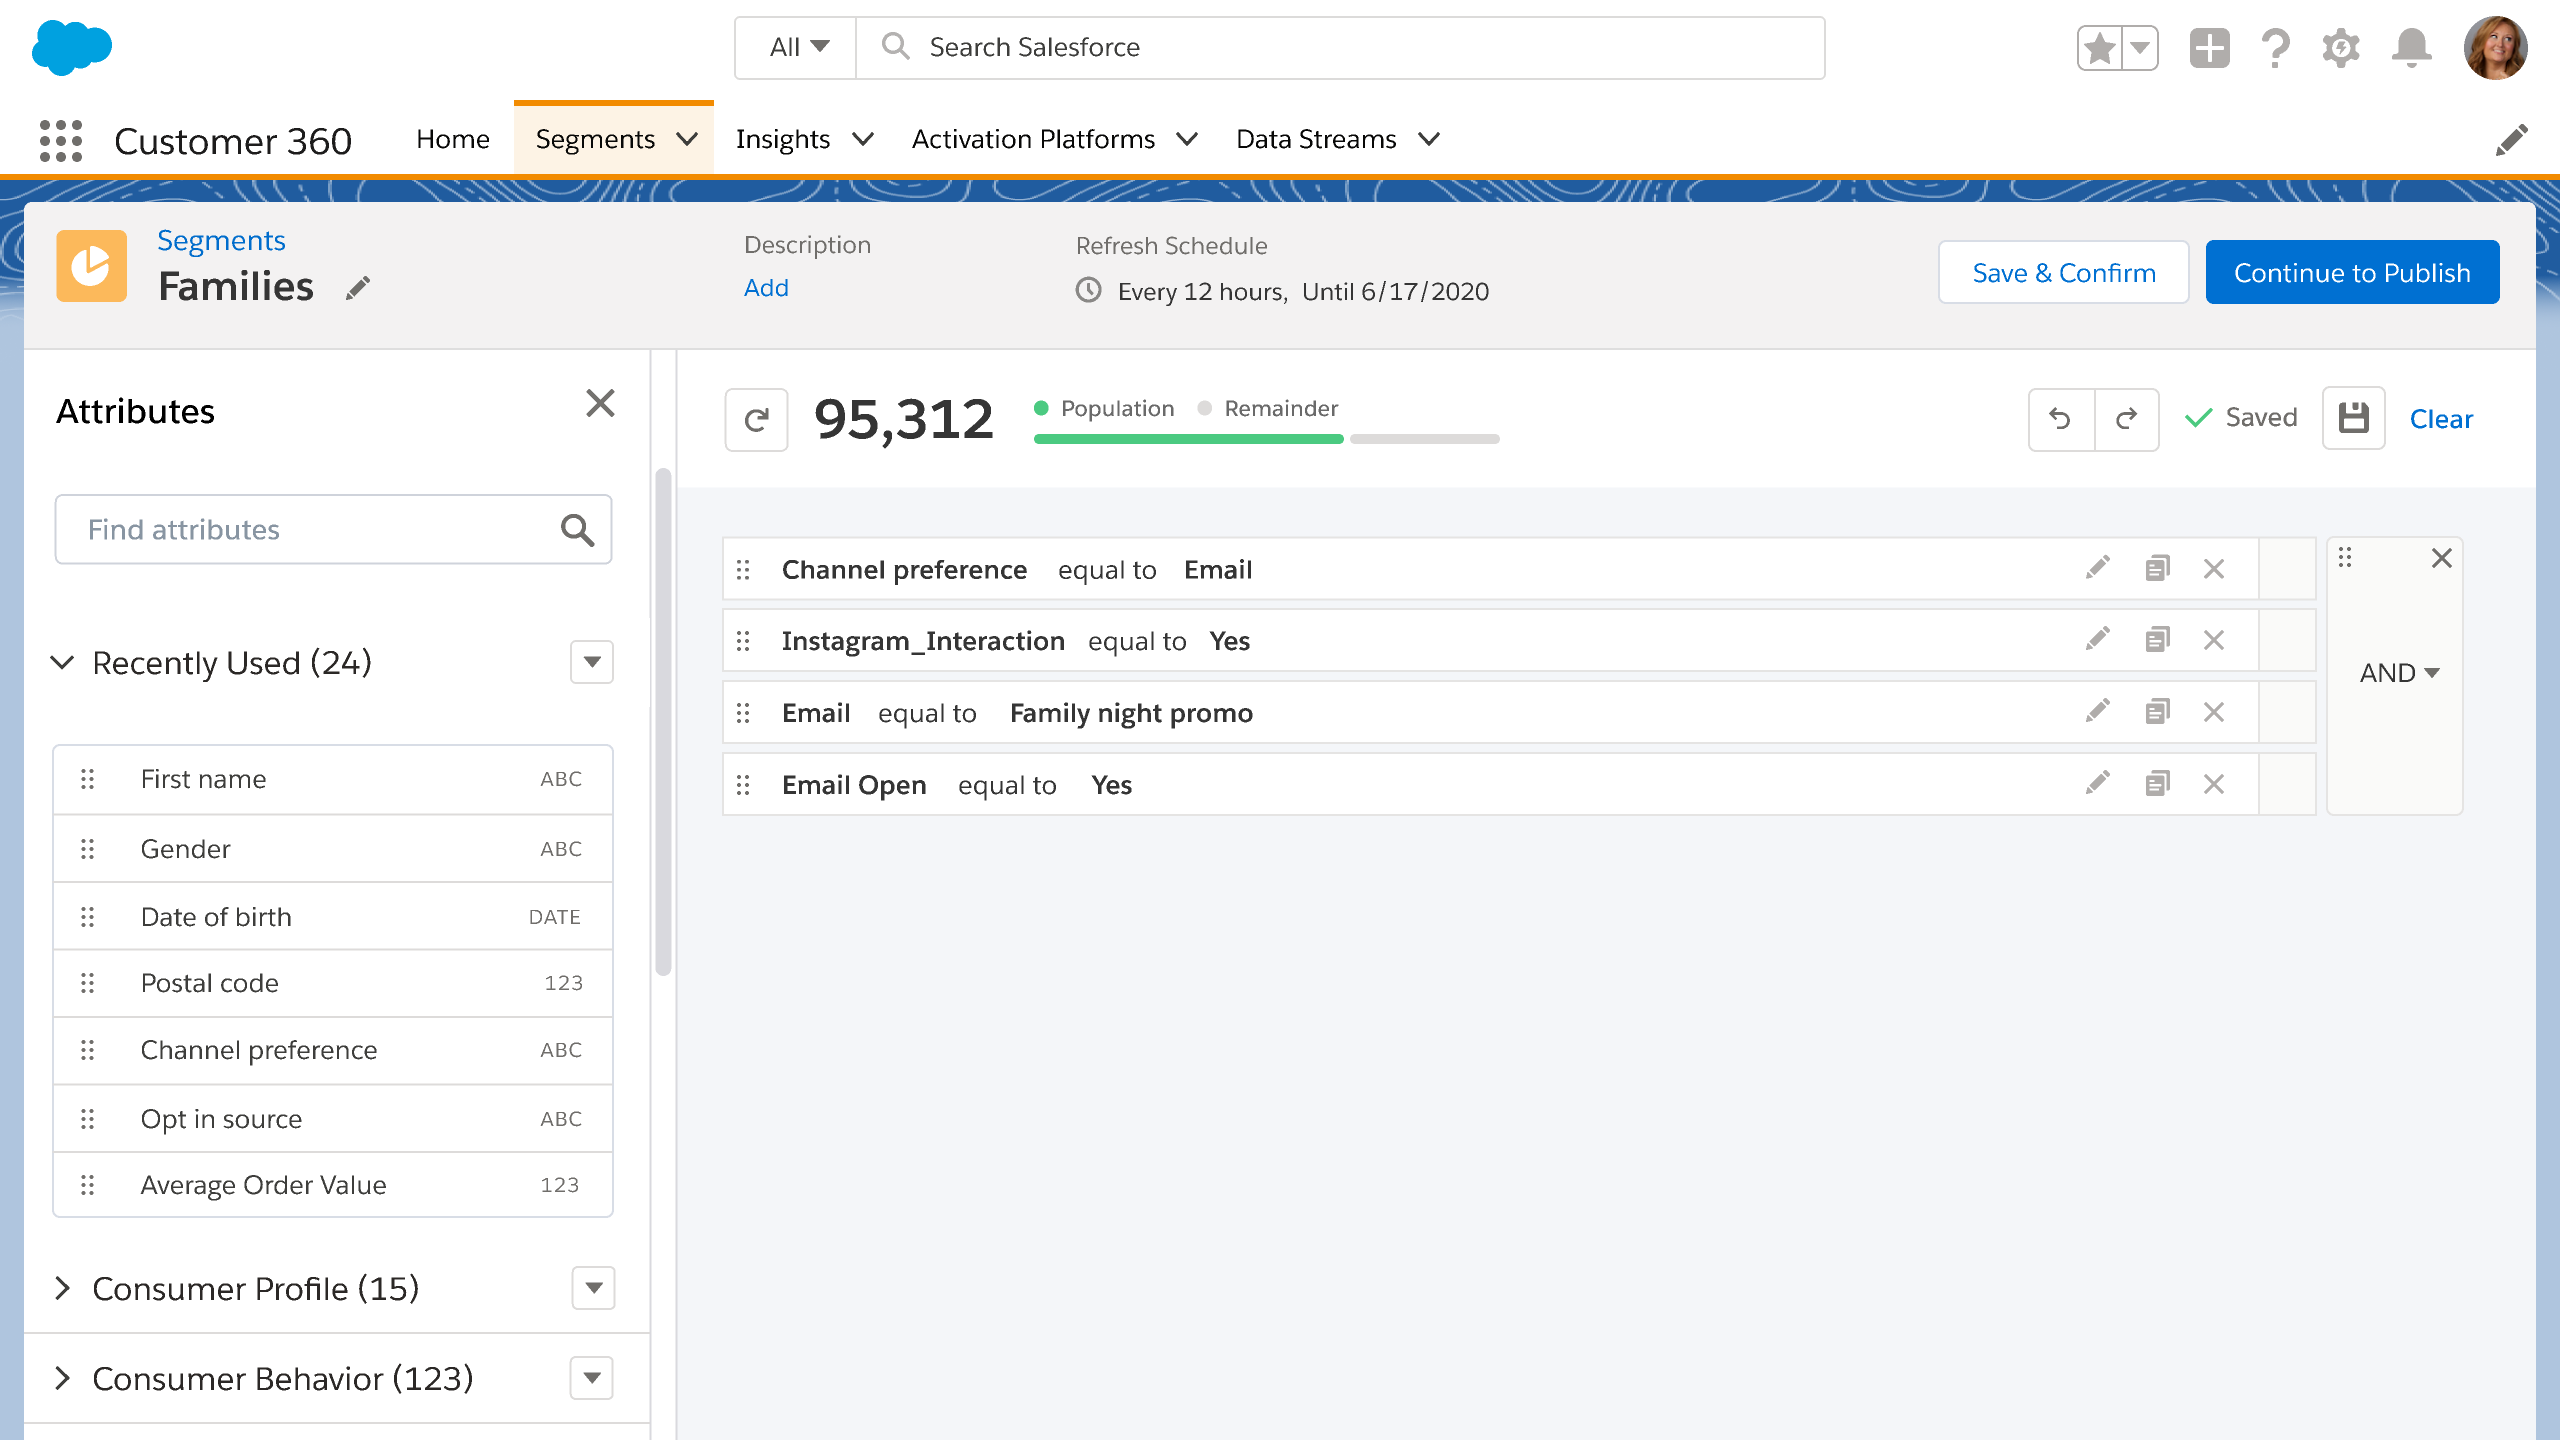 All Search Salesforce
Customer 360 Home Segments Insights Activation Platforms Data Streams
Segments
Families
Description
Add
Refresh Schedule
Every 12 hours, Until 6/17/2020
Save & Confirm Continue to Publish
Attributes
Find attributes
Recently Used (24)
First name ABC
Gender ABC
Date of birth DATE
Postal code 123
Channel preference ABC
Opt in source ABC
Average Order Value 123
Consumer Profile (15)
Consumer Behavior (123)
95,312 Population Remainder
Saved Clear
Channel preference equal to Email
Instagram_Interaction equal to Yes
Email equal to Family night promo
Email Open equal to Yes
AND